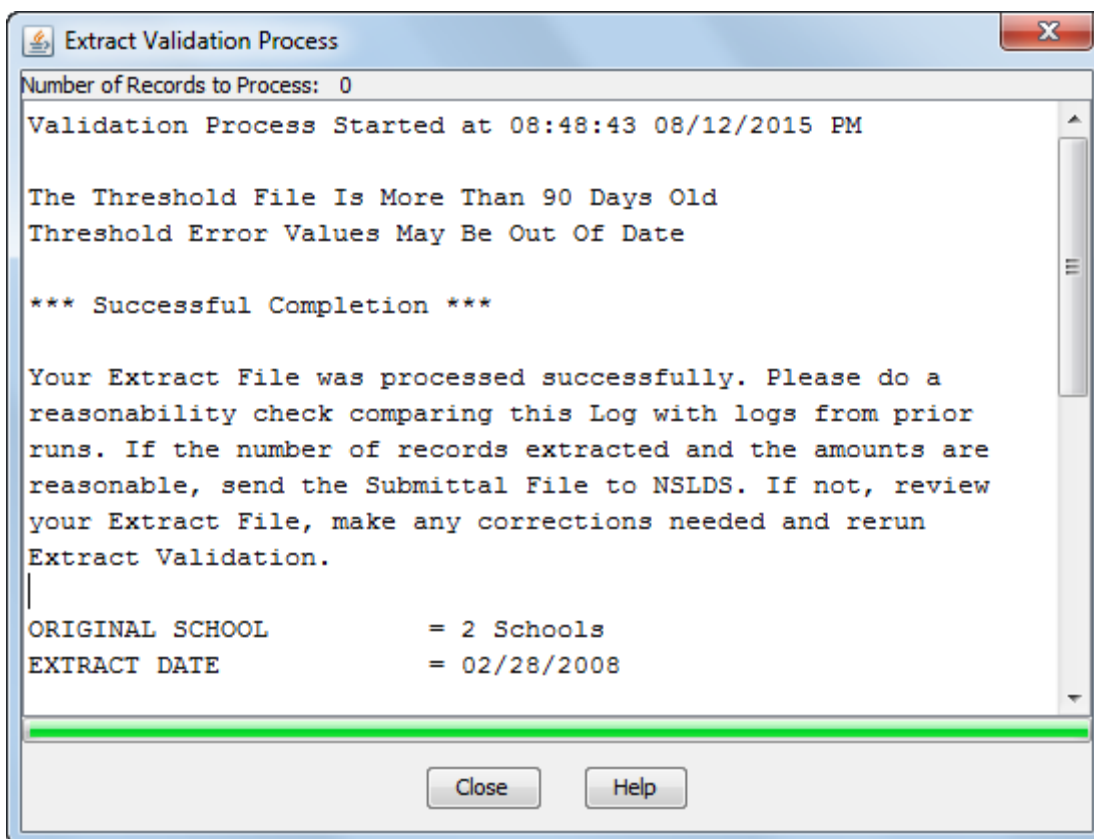 Extract Validation Process
Number of Records to Process: 0
Validation Process Started at 08:48:43 08/12/2015 PM
The Threshold File Is More Than 90 Days Old
Threshold Error Values May Be Out Of Date
*** Successful Completion ***
Your Extract File was processed successfully. Please do a
reasonability check comparing this Log with logs from prior
runs. If the number of records extracted and the amounts are
reasonable, send the Submittal File to NSLDS. If not, review
your Extract File, make any corrections needed and rerun
Extract Validation.
ORIGINAL SCHOOL = 2 Schools
EXTRACT DATE = 02/28/2008
Close Help